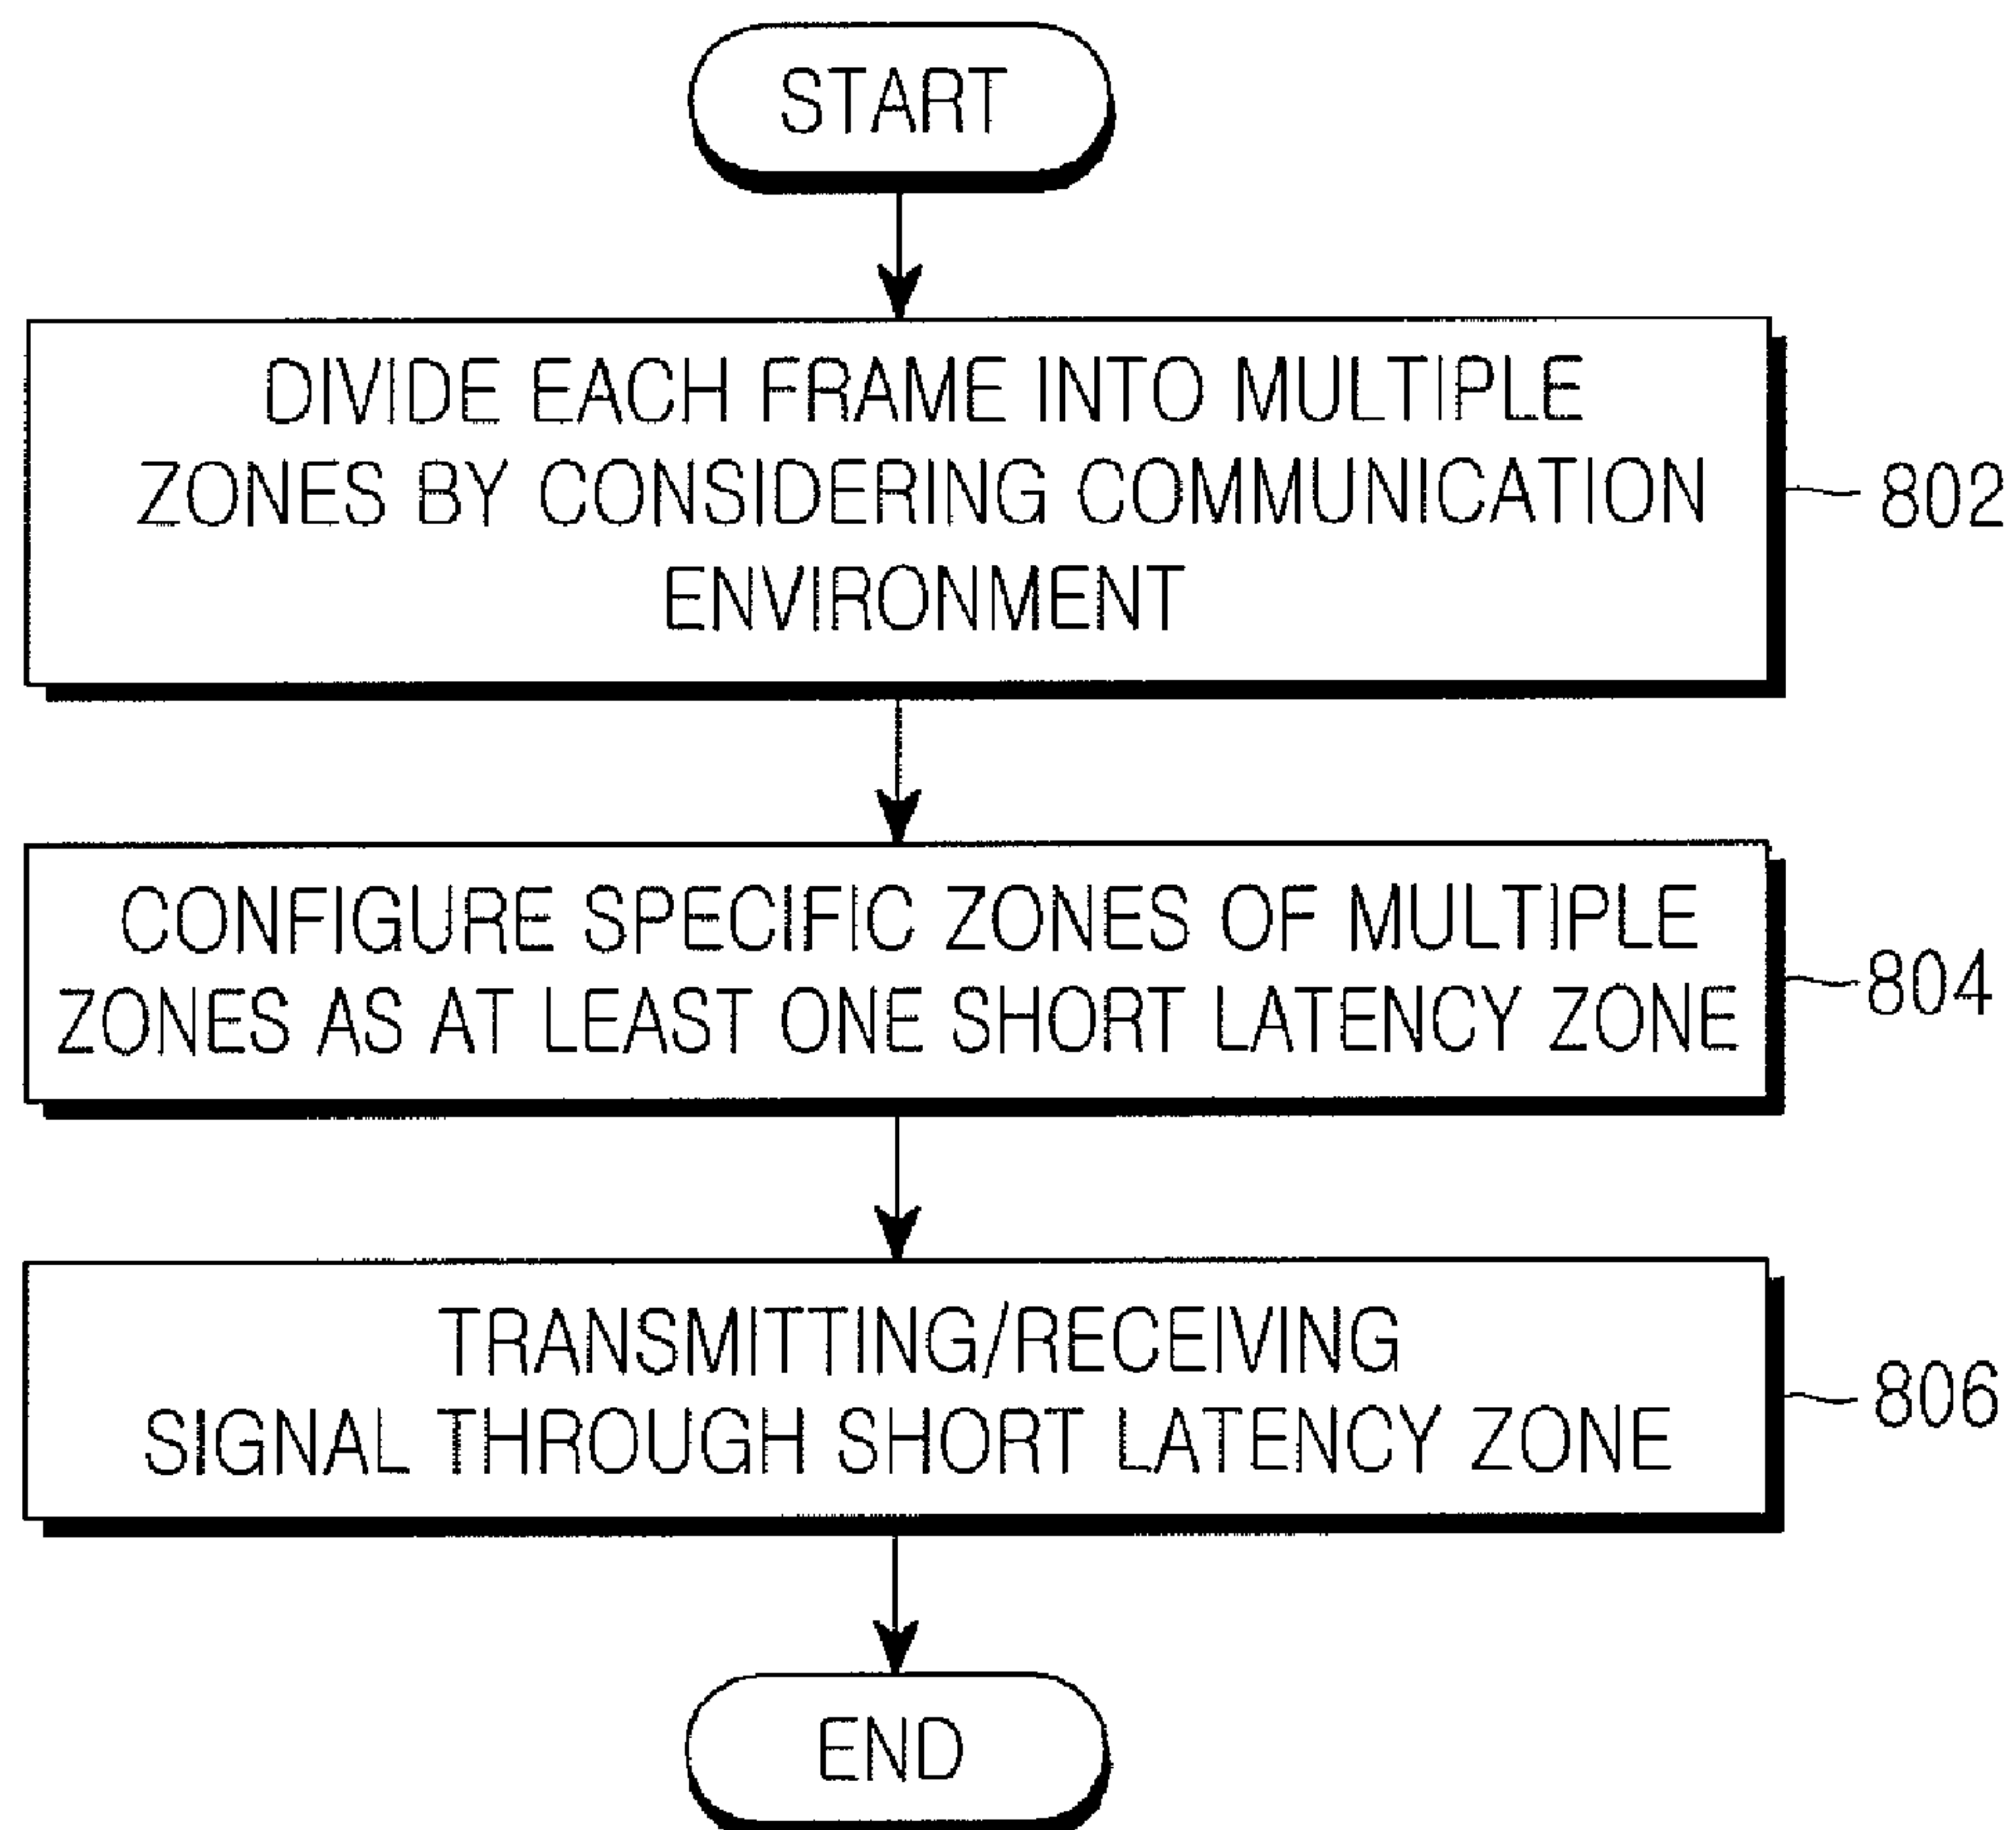 START
DIVIDE EACH FRAME INTO MULTIPLE
ZONES BY CONSIDERING COMMUNICATION
ENVIRONMENT
802
CONFIGURE SPECIFIC ZONES OF MULTIPLE
ZONES AS AT LEAST ONE SHORT LATENCY ZONE
804
TRANSMITTING/RECEIVING
SIGNAL THROUGH SHORT LATENCY ZONE
806
END